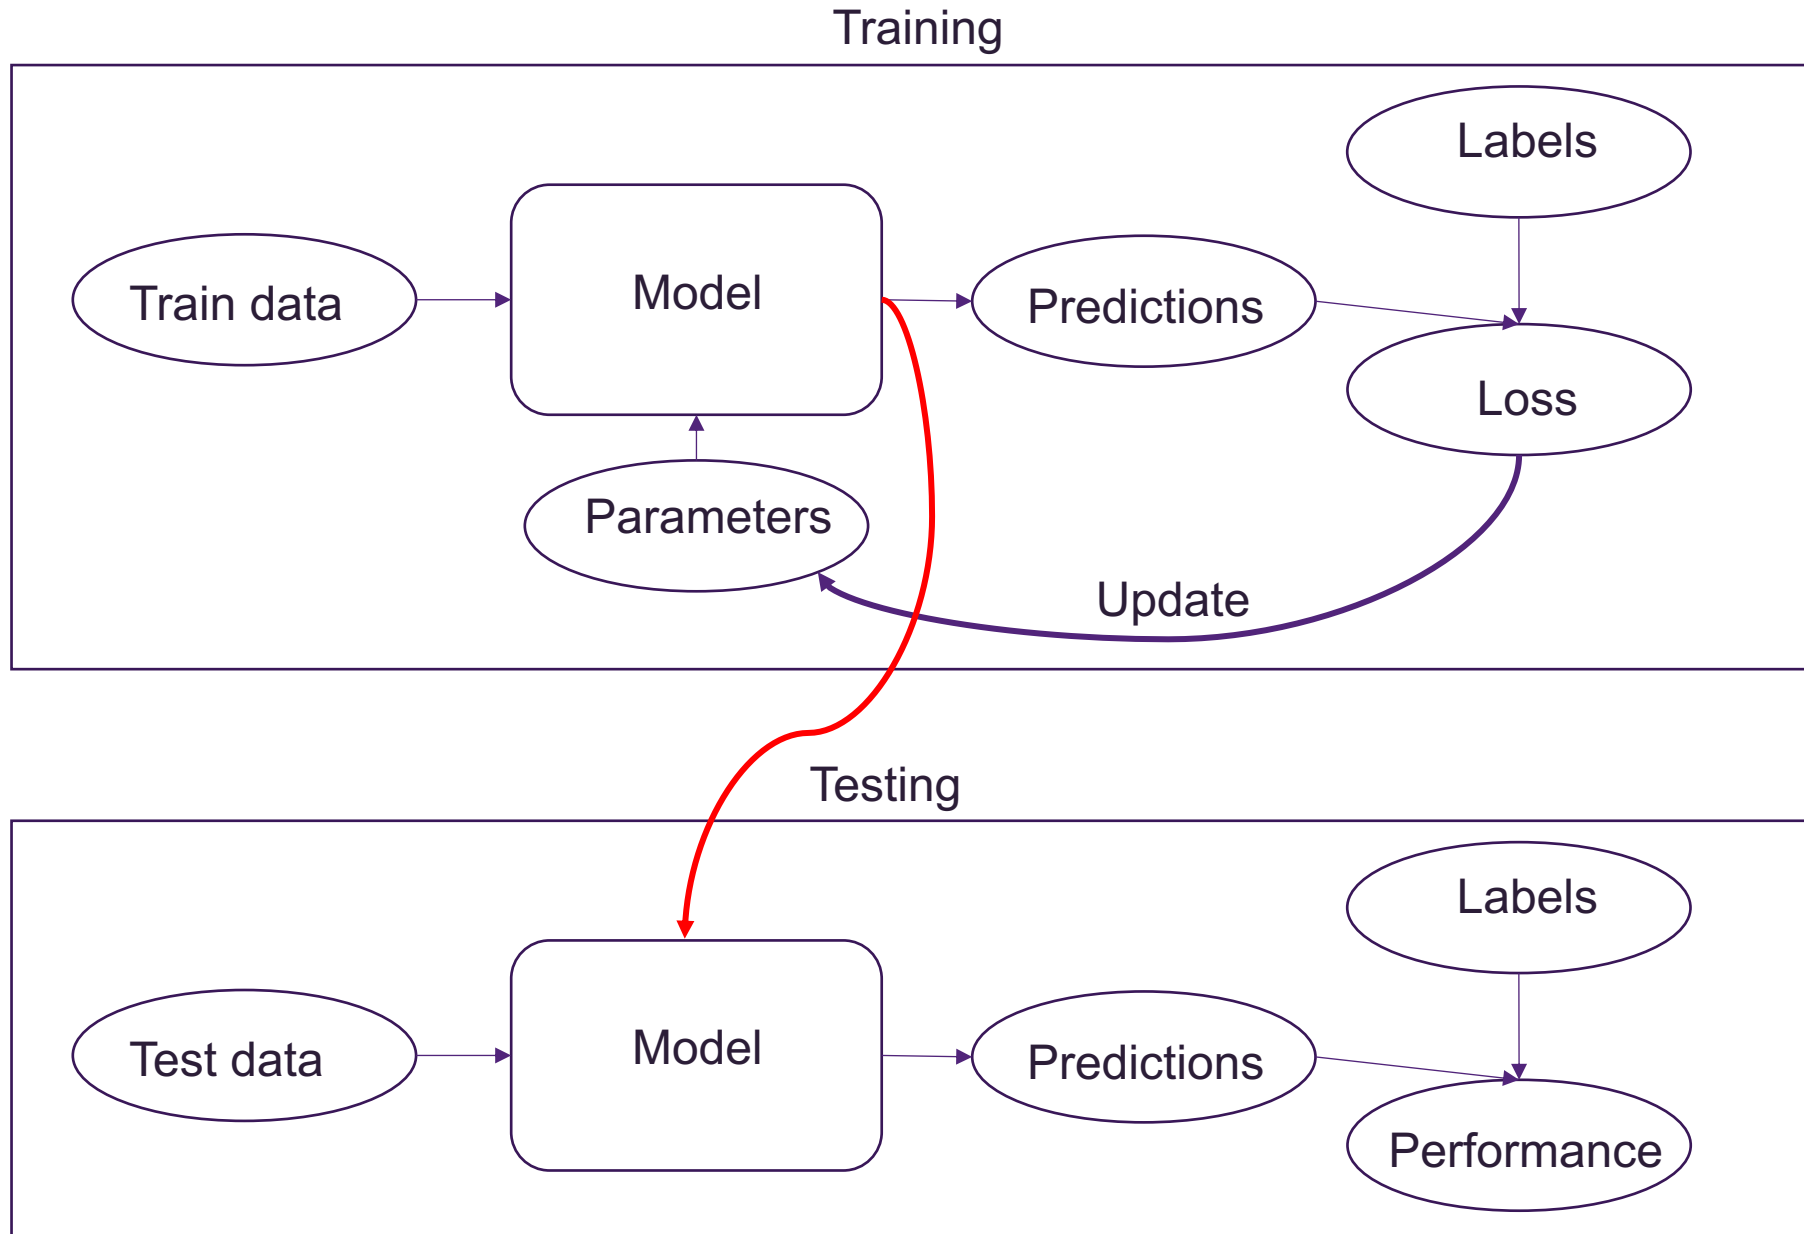 Training
Labels
Train data
Model
Predictions
Loss
Parameters
Update
Testing
Labels
Test data
Model
Predictions
Performance